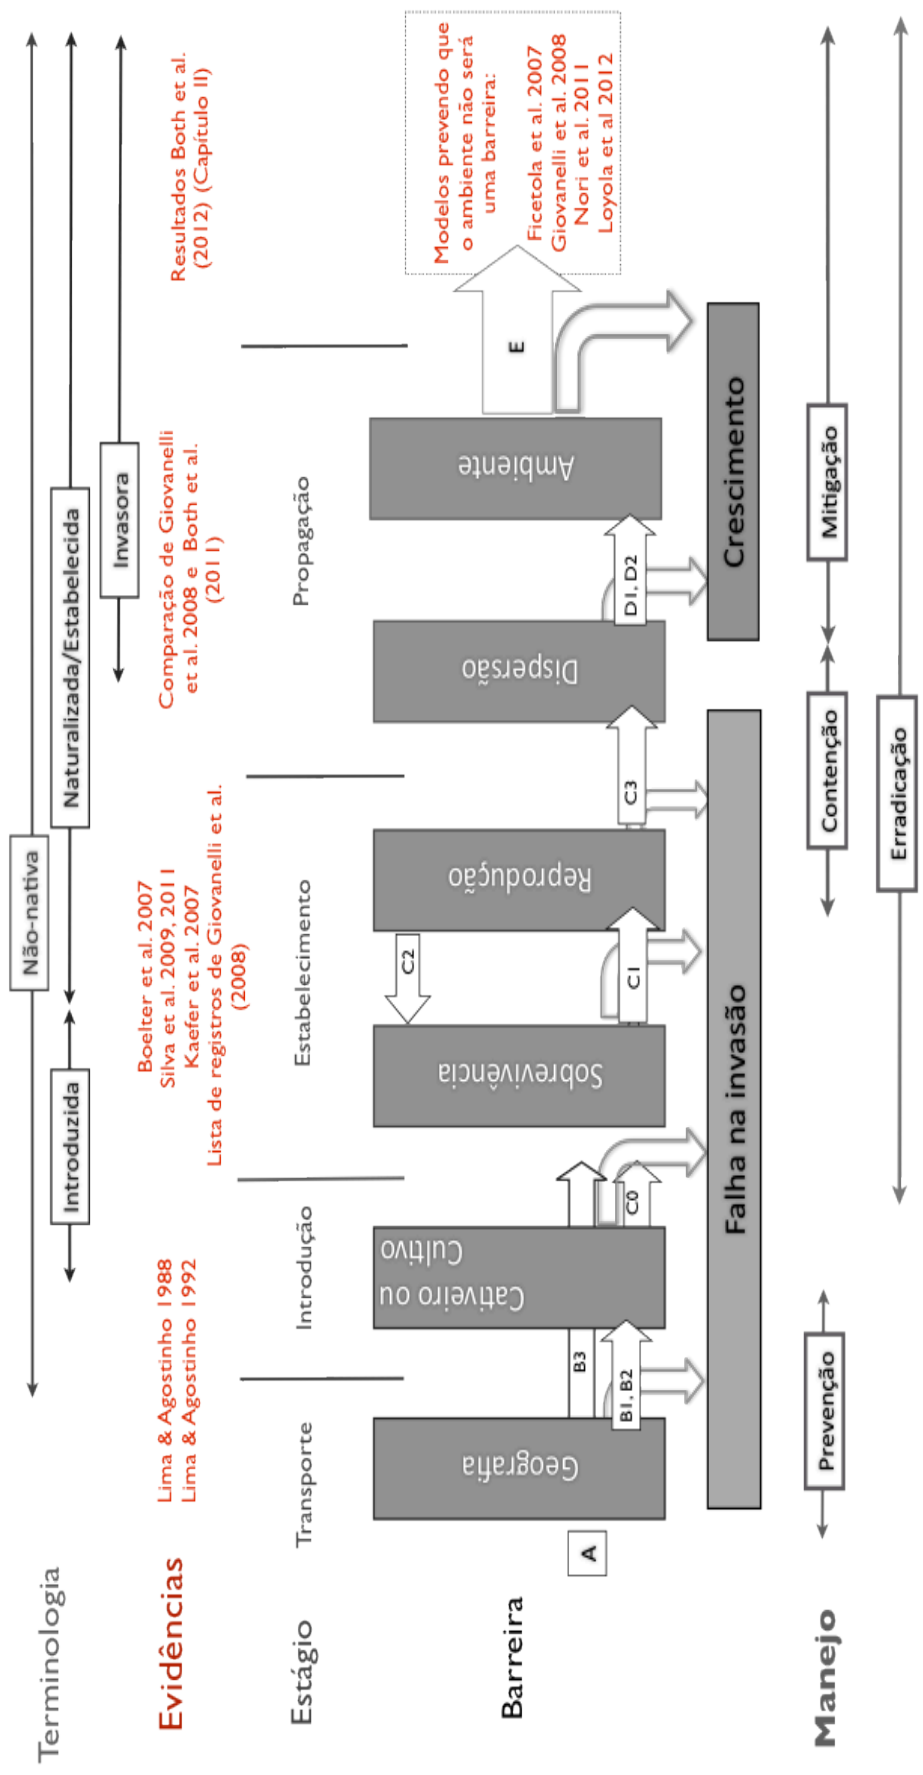 Terminologia
Não-nativa
Introduzida
Naturalizada/Estabelecida
Invasora
Evidências
Lima & Agostinho 1988
Lima & Agostinho 1992
Boelter et al. 2007
Silva et al. 2009, 2011
Kaefer et al. 2007
Lista de registros de Giovanelli et al.
(2008)
Comparação de Giovanelli
et al. 2008 e Both et al.
(2011)
Resultados Both et al.
(2012) (Capítulo II)
Estágio
Transporte
Introdução
Estabelecimento
Propagação
Barreira
A
Geografia
B3
B1, B2
Cativeiro ou
Cultivo
C0
Sobrevivência
C2
C1
Reprodução
C3
Dispersão
D1, D2
Ambiente
E
Modelos prevendo que
o ambiente não será
uma barreira:
Ficetola et al. 2007
Giovanelli et al. 2008
Nori et al. 2011
Loyola et al 2012
Falha na invasão
Crescimento
Manejo
Prevenção
Contenção
Mitigação
Erradicação